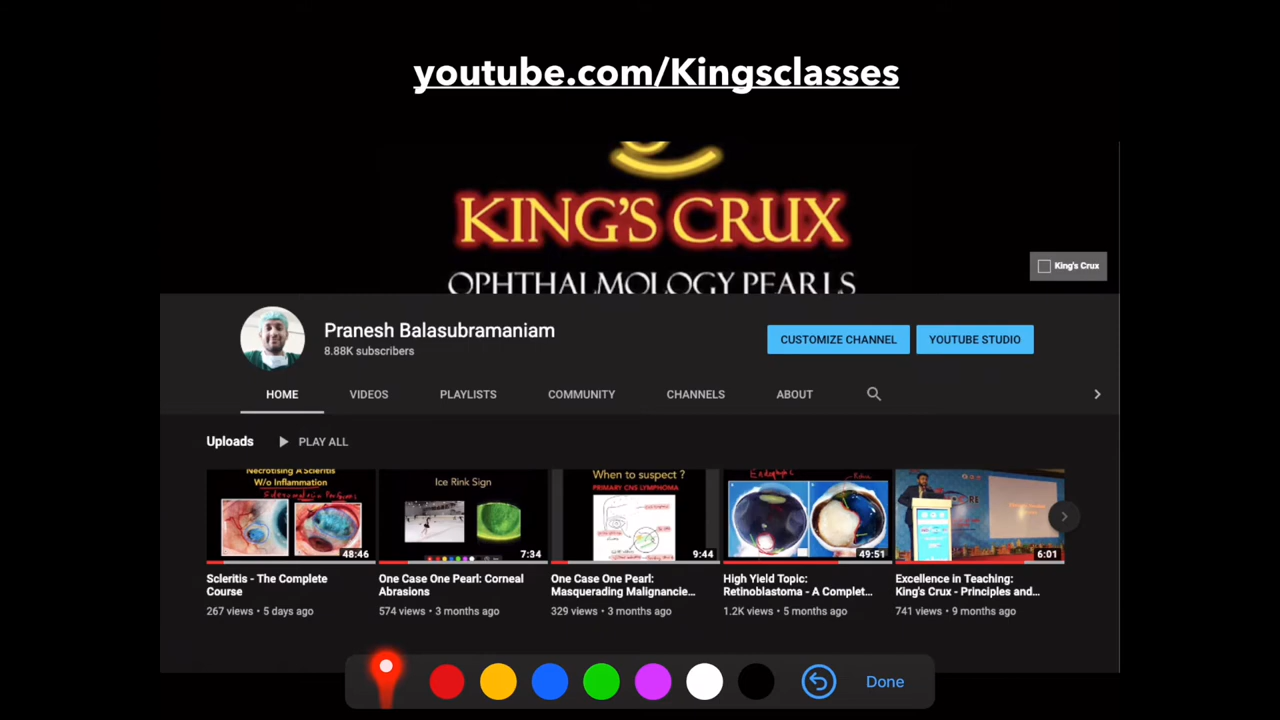 youtube.com/Kingsclasses
KING'S CRUX
OPHTHALMOLOGY PEARLS
King's Crux
Pranesh Balasubramaniam
8.88K subscribers
CUSTOMIZE CHANNEL
YOUTUBE STUDIO
HOME VIDEOS PLAYLISTS COMMUNITY CHANNELS ABOUT
Uploads PLAY ALL
Necrotising A Scleritis
W/o Inflammation
48:46
Ice Rink Sign
7:34
When to suspect ?
PRIMARY CNS LYMPHOMA
9:44
49:51
6:01
Scleritis - The Complete
Course
267 views • 5 days ago
One Case One Pearl: Corneal
Abrasions
574 views • 3 months ago
One Case One Pearl:
Masquerading Malignancie...
329 views • 3 months ago
High Yield Topic:
Retinoblastoma - A Complet...
1.2K views • 5 months ago
Excellence in Teaching:
King's Crux - Principles and...
741 views • 9 months ago
Done